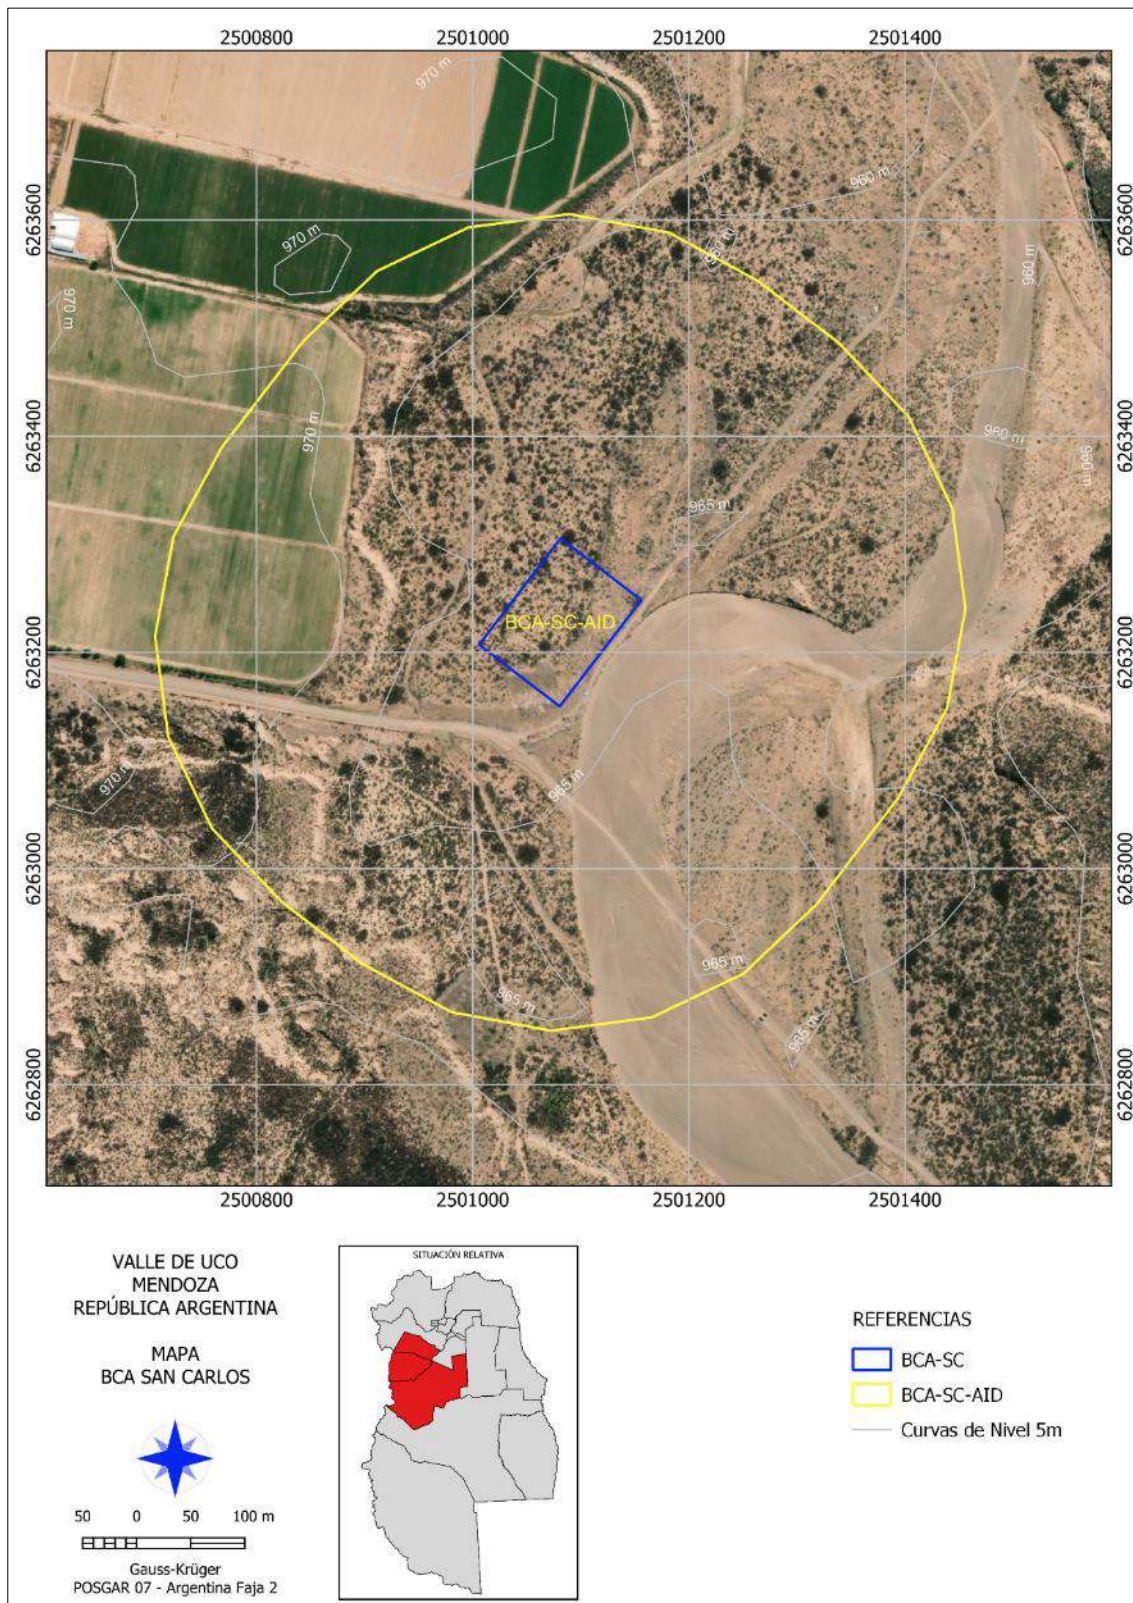 2500800 2501000 2501200 2501400
970 m
960 m
6263600 6263600
970 m
960 m
960 m
970 m
6263400 6263400
970 m
960 m
960 m
965 m
BCA-SC-AID
6263200 6263200
970 m
965 m
6263000 6263000
965 m
965 m
965 m
6262800 6262800
2500800 2501000 2501200 2501400
VALLE DE UCO
MENDOZA
REPÚBLICA ARGENTINA
MAPA
BCA SAN CARLOS
50 0 50 100 m
Gauss-Krüger
POSGAR 07 - Argentina Faja 2
SITUACIÓN RELATIVA
REFERENCIAS
BCA-SC
BCA-SC-AID
Curvas de Nivel 5m